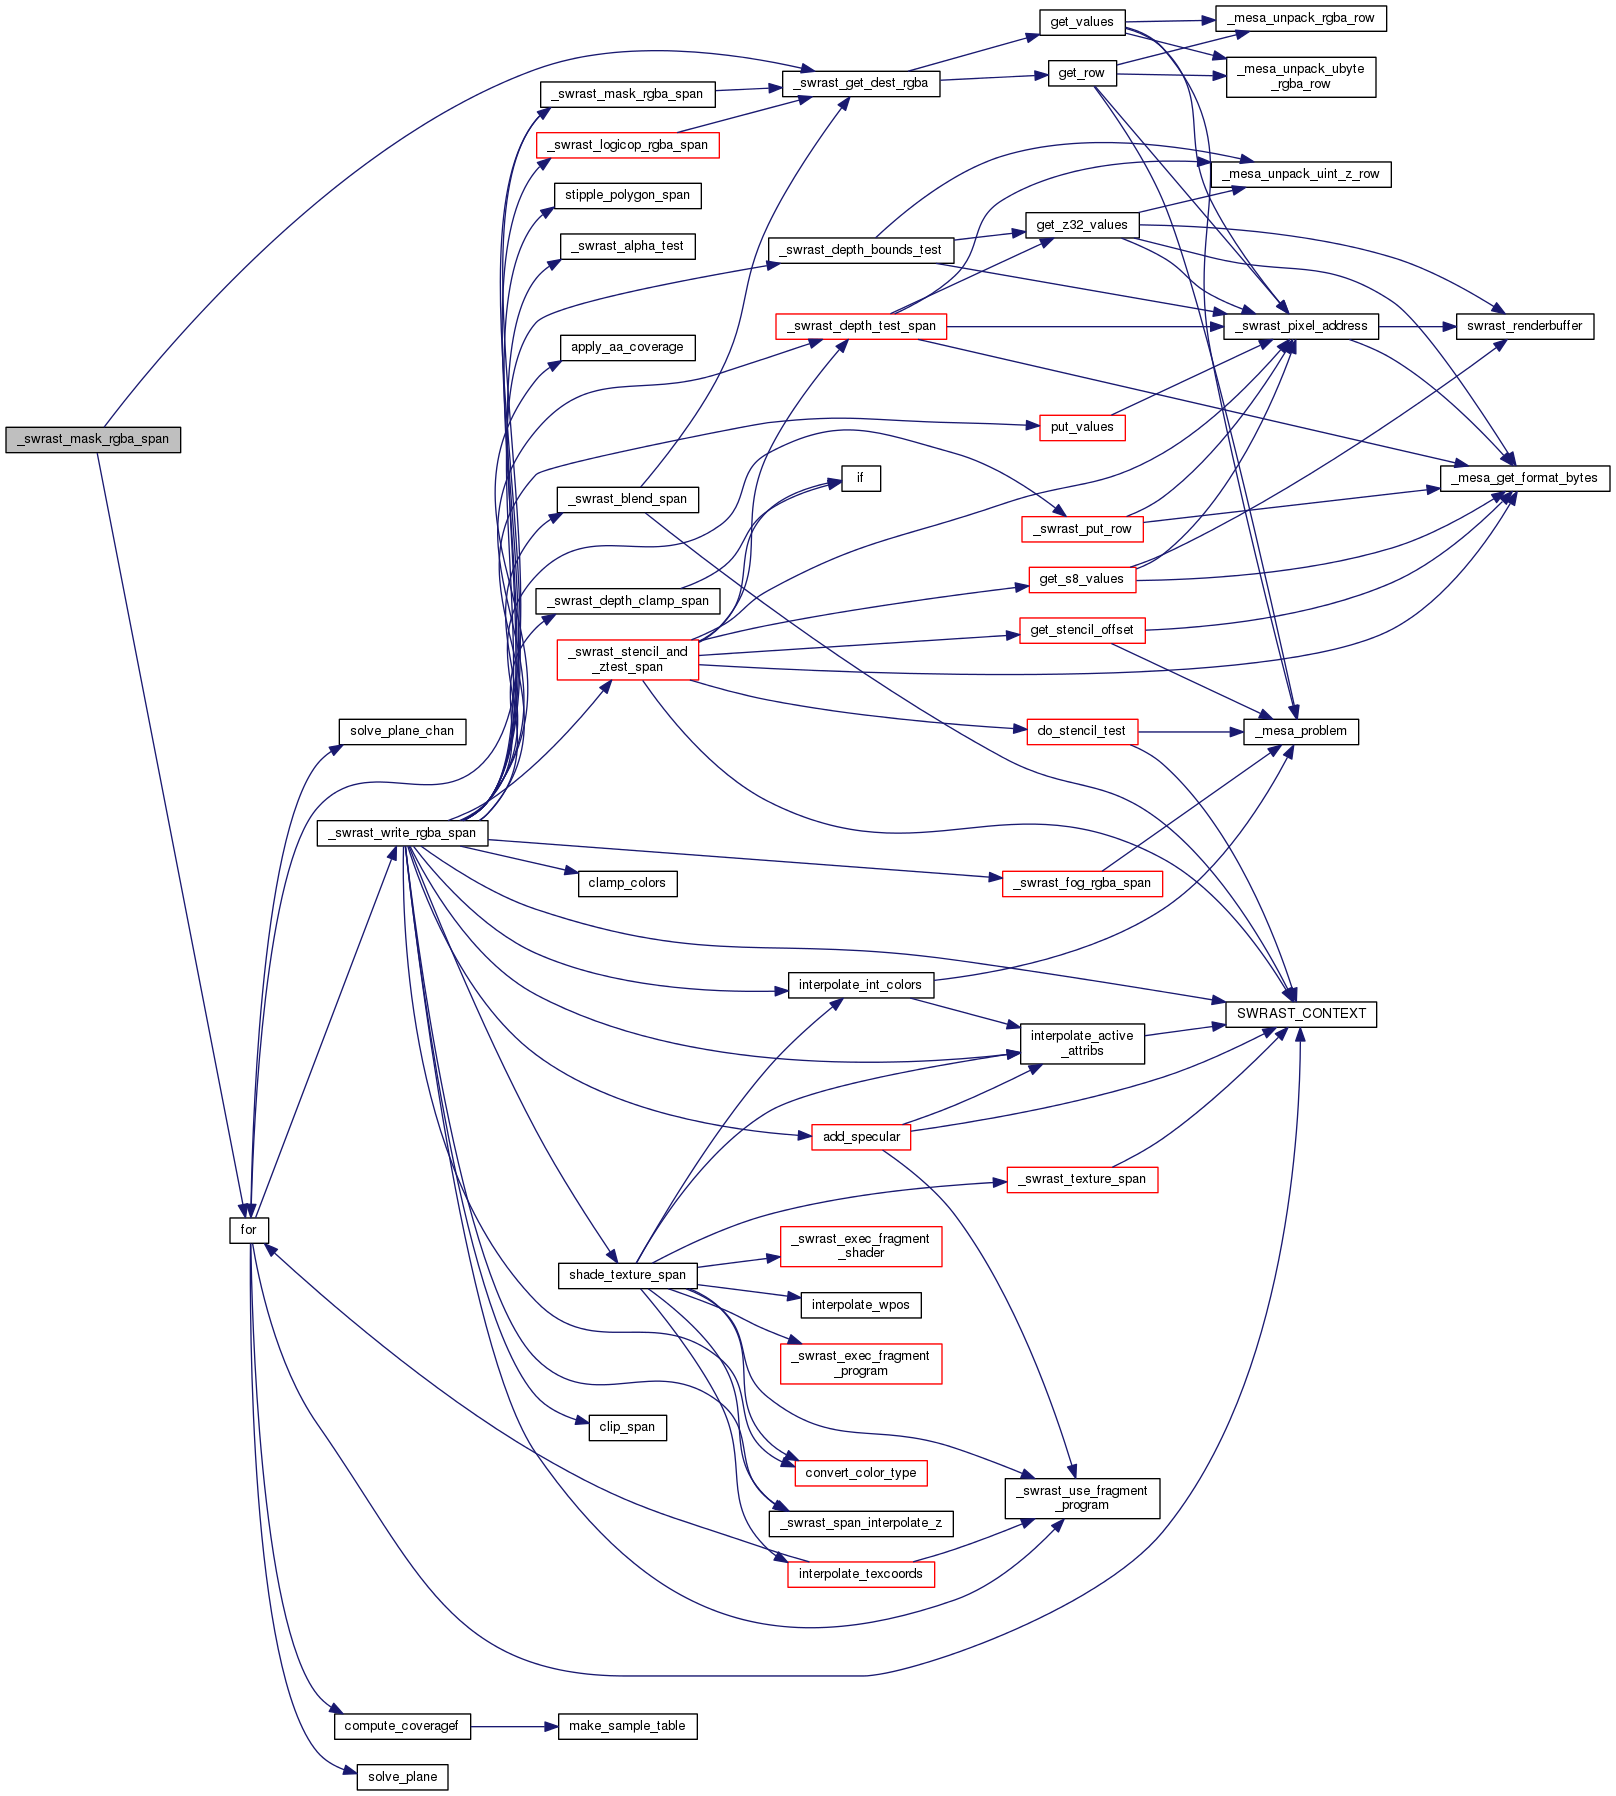 _swrast_mask_rgba_span
for
solve_plane_chan
_swrast_write_rgba_span
compute_coveragef
solve_plane
_swrast_mask_rgba_span
_swrast_logicop_rgba_span
stipple_polygon_span
_swrast_alpha_test
apply_aa_coverage
_swrast_blend_span
_swrast_depth_clamp_span
_swrast_stencil_and
_ztest_span
clamp_colors
shade_texture_span
clip_span
make_sample_table
_swrast_get_dest_rgba
_swrast_depth_bounds_test
_swrast_depth_test_span
if
interpolate_int_colors
add_specular
_swrast_exec_fragment
_shader
interpolate_wpos
_swrast_exec_fragment
_program
convert_color_type
_swrast_span_interpolate_z
interpolate_texcoords
get_values
get_row
get_z32_values
put_values
_swrast_put_row
get_s8_values
get_stencil_offset
do_stencil_test
_swrast_fog_rgba_span
interpolate_active
_attribs
_swrast_texture_span
_swrast_use_fragment
_program
_mesa_unpack_rgba_row
_mesa_unpack_ubyte
_rgba_row
_mesa_unpack_uint_z_row
_swrast_pixel_address
_mesa_problem
SWRAST_CONTEXT
swrast_renderbuffer
_mesa_get_format_bytes